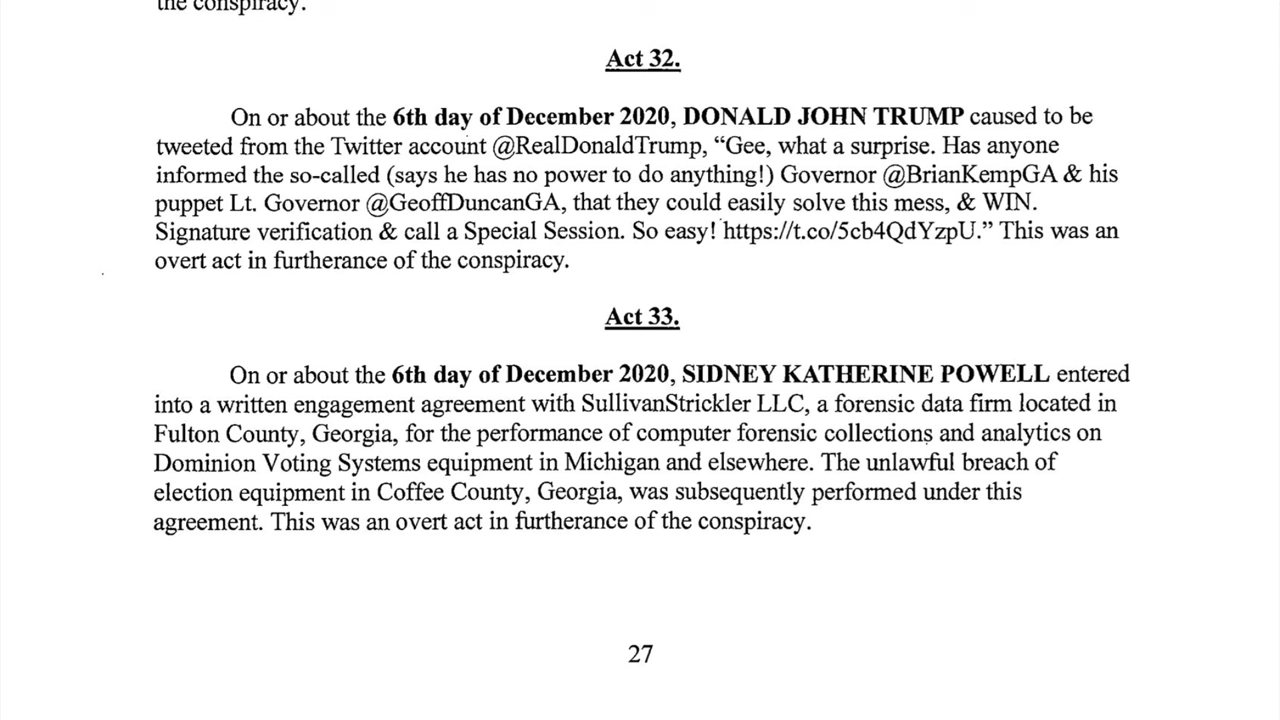 the conspiracy.
Act 32.
On or about the 6th day of December 2020, DONALD JOHN TRUMP caused to be
tweeted from the Twitter account @RealDonaldTrump, “Gee, what a surprise. Has anyone
informed the so-called (says he has no power to do anything!) Governor @BrianKempGA & his
puppet Lt. Governor @GeoffDuncanGA, that they could easily solve this mess, & WIN.
Signature verification & call a Special Session. So easy! https://t.co/5cb4QdYzpU.” This was an
overt act in furtherance of the conspiracy.
Act 33.
On or about the 6th day of December 2020, SIDNEY KATHERINE POWELL entered
into a written engagement agreement with SullivanStrickler LLC, a forensic data firm located in
Fulton County, Georgia, for the performance of computer forensic collections and analytics on
Dominion Voting Systems equipment in Michigan and elsewhere. The unlawful breach of
election equipment in Coffee County, Georgia, was subsequently performed under this
agreement. This was an overt act in furtherance of the conspiracy.
27